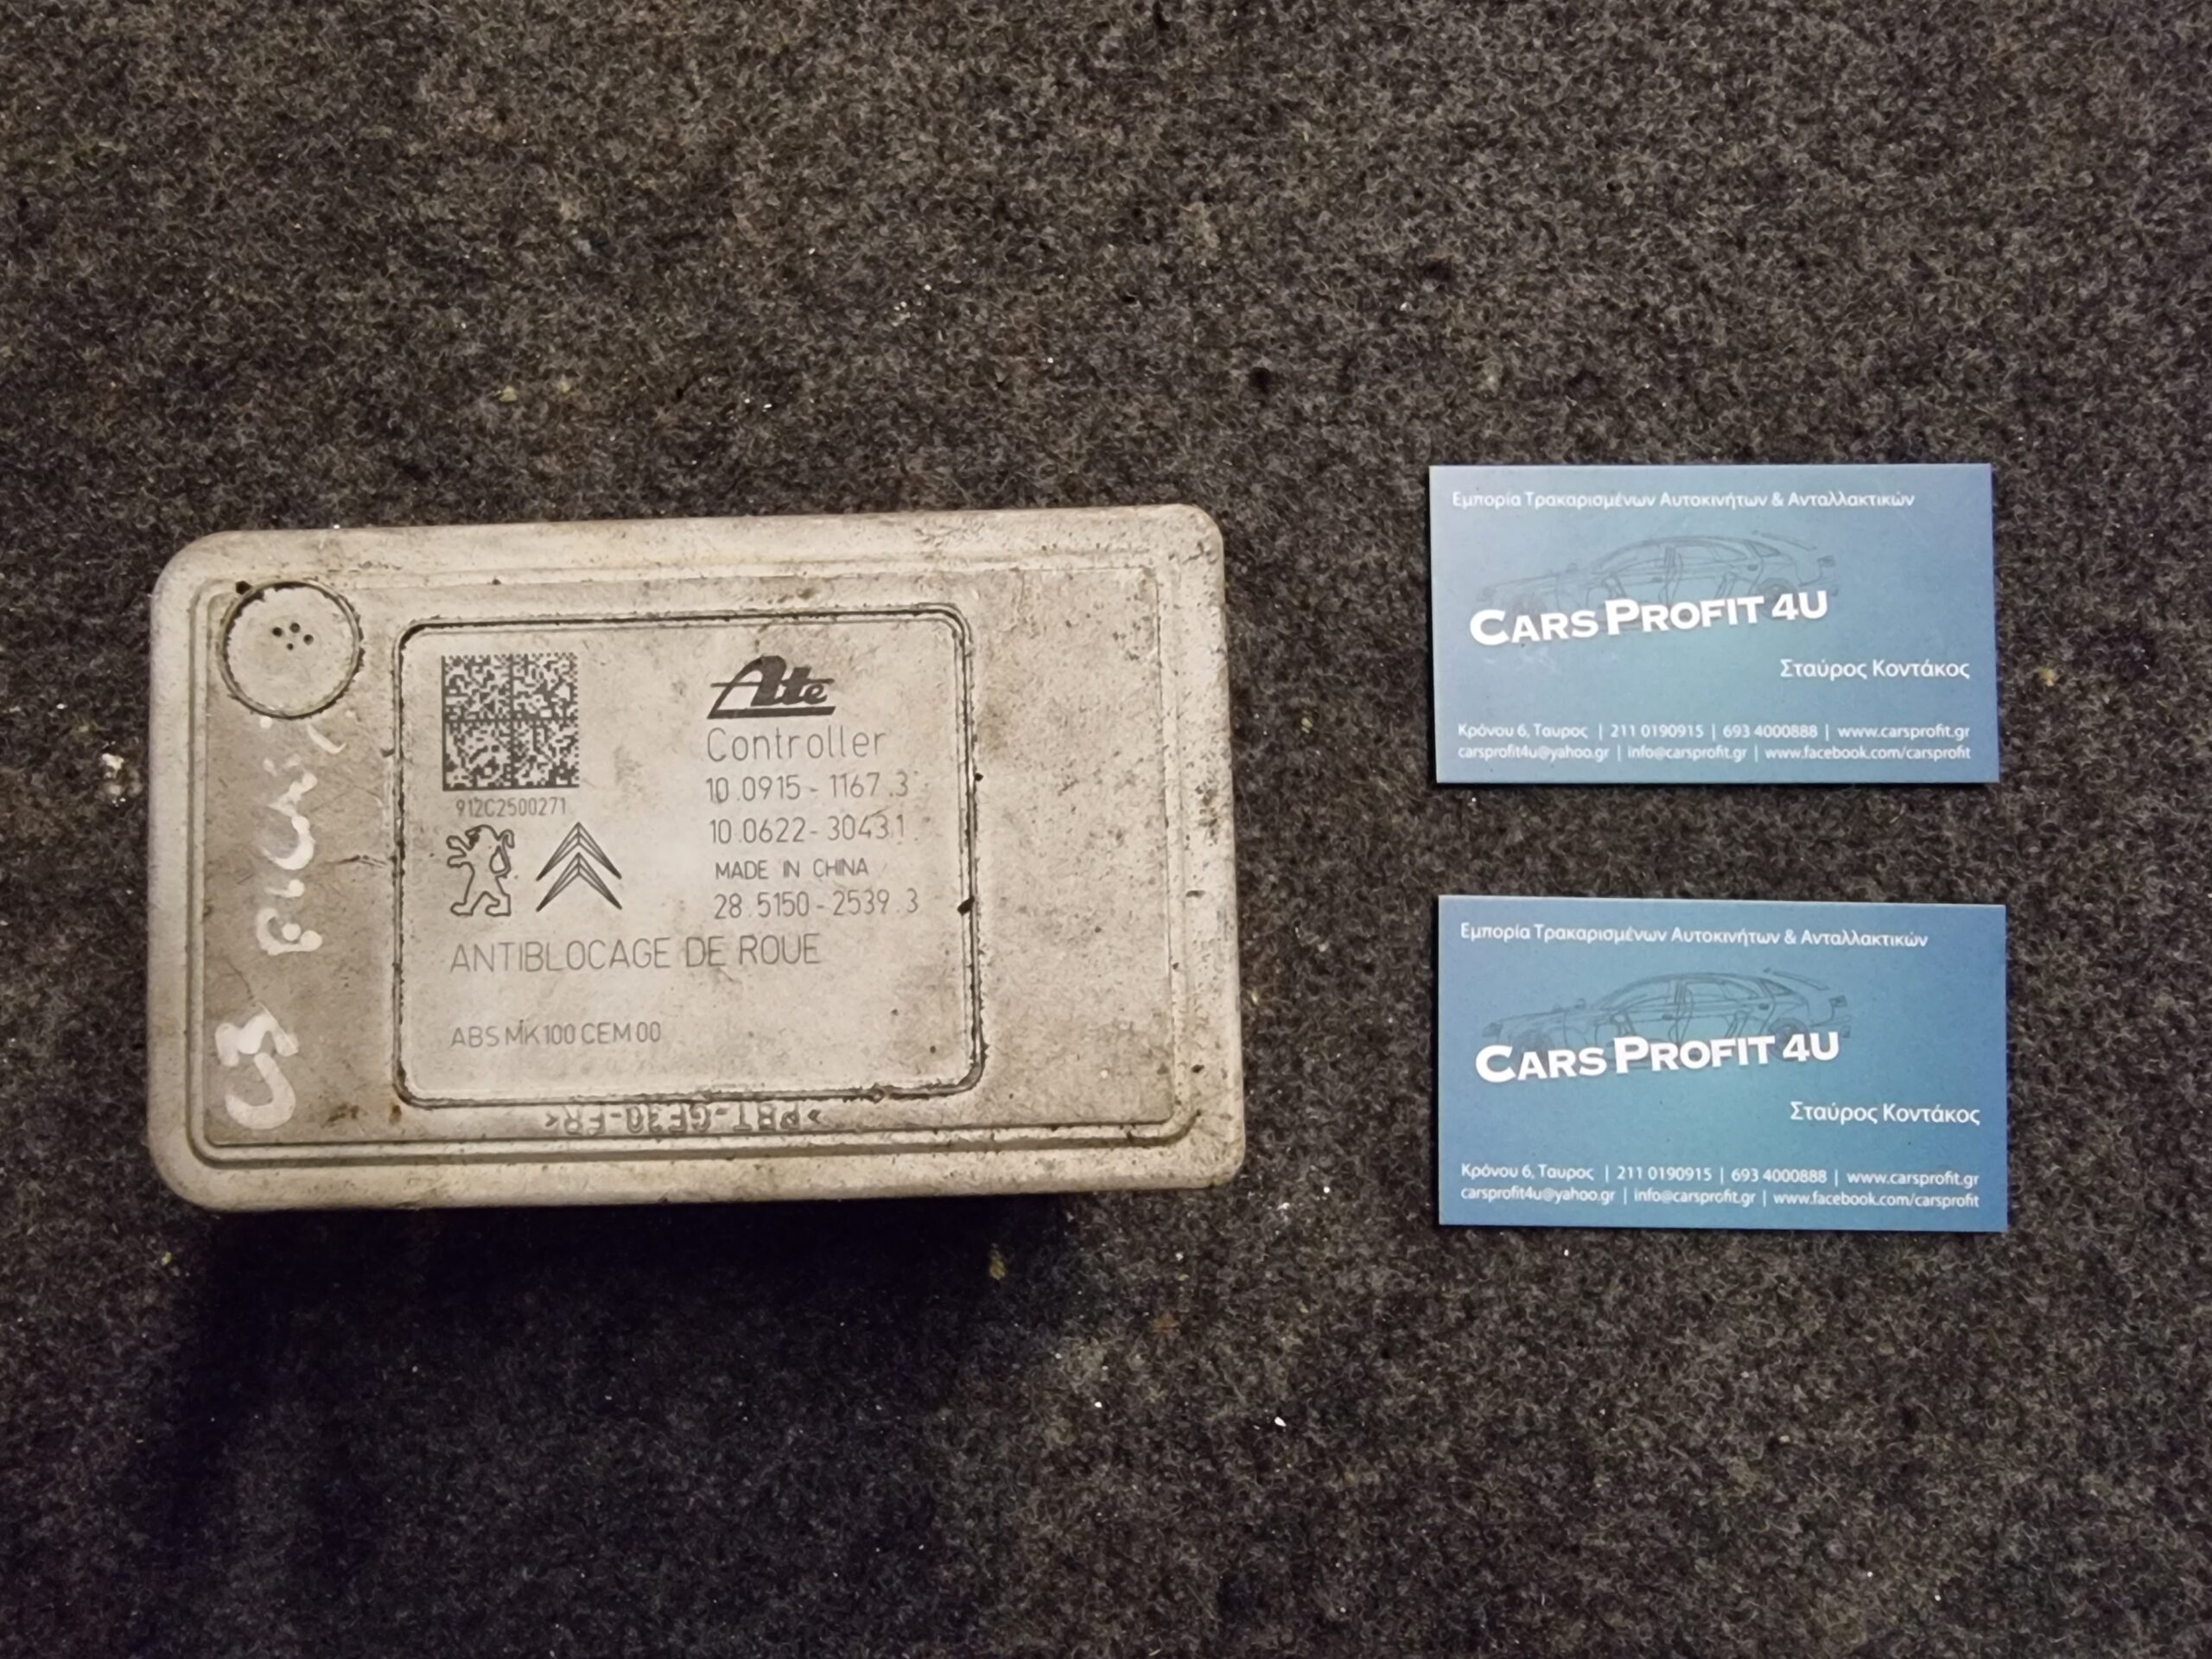 Ate
Controller
10.0915-1167.3
10.0622-3043.1
MADE IN CHINA
28.5150-2539.3
912C2500271
ANTIBLOCAGE DE ROUE
ABS MK100 CEM 00
>PBT-GF30-FR<
C3
Εμπορία Τρακαρισμένων Αυτοκινήτων & Ανταλλακτικών
CARS PROFIT 4U
Σταύρος Κοντάκος
Κρόνου 6, Ταυρος | 211 0190915 | 693 4000888 | www.carsprofit.gr
carsprofit4u@yahoo.gr | info@carsprofit.gr | www.facebook.com/carsprofit
Εμπορία Τρακαρισμένων Αυτοκινήτων & Ανταλλακτικών
CARS PROFIT 4U
Σταύρος Κοντάκος
Κρόνου 6, Ταυρος | 211 0190915 | 693 4000888 | www.carsprofit.gr
carsprofit4u@yahoo.gr | info@carsprofit.gr | www.facebook.com/carsprofit